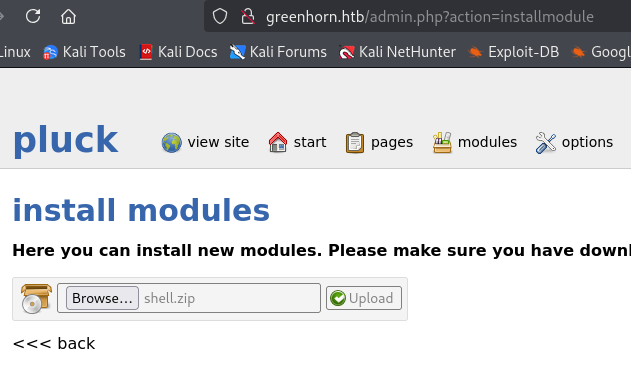 greenhorn.htb/admin.php?action=installmodule
Linux Kali Tools Kali Docs Kali Forums Kali NetHunter Exploit-DB Googl
pluck view site start pages modules options
install modules
Here you can install new modules. Please make sure you have downl
Browse... shell.zip Upload
<<< back